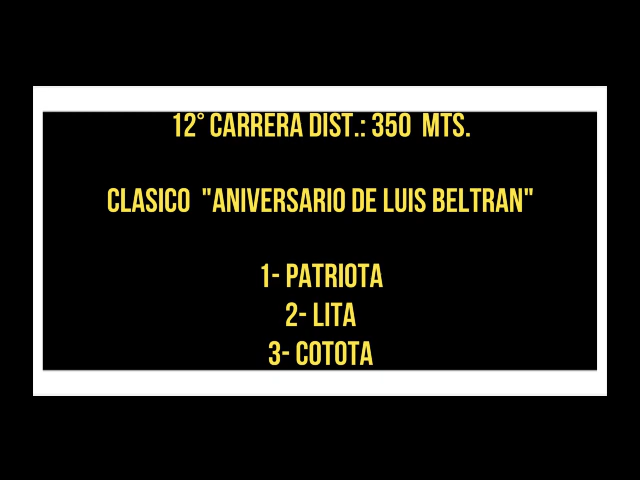 12° CARRERA DIST.: 350 MTS.
CLASICO "ANIVERSARIO DE LUIS BELTRAN"
1- PATRIOTA
2- LITA
3- COTOTA